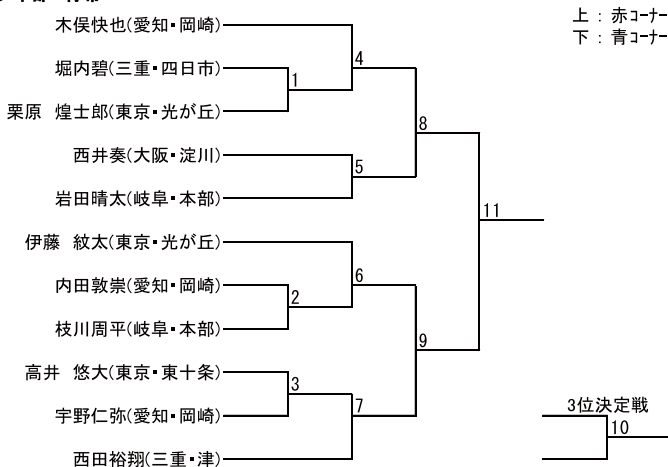 上 : 赤ｺｰﾅｰ
下 : 青ｺｰﾅｰ
木俣快也(愛知・岡崎)
4
堀内碧(三重・四日市)
1
栗原 煌士郎(東京・光が丘)
8
西井奏(大阪・淀川)
5
岩田晴太(岐阜・本部)
11
伊藤 紋太(東京・光が丘)
6
内田敦崇(愛知・岡崎)
2
枝川周平(岐阜・本部)
9
高井 悠大(東京・東十条)
3
宇野仁弥(愛知・岡崎)
7
西田裕翔(三重・津)
3位決定戦
10